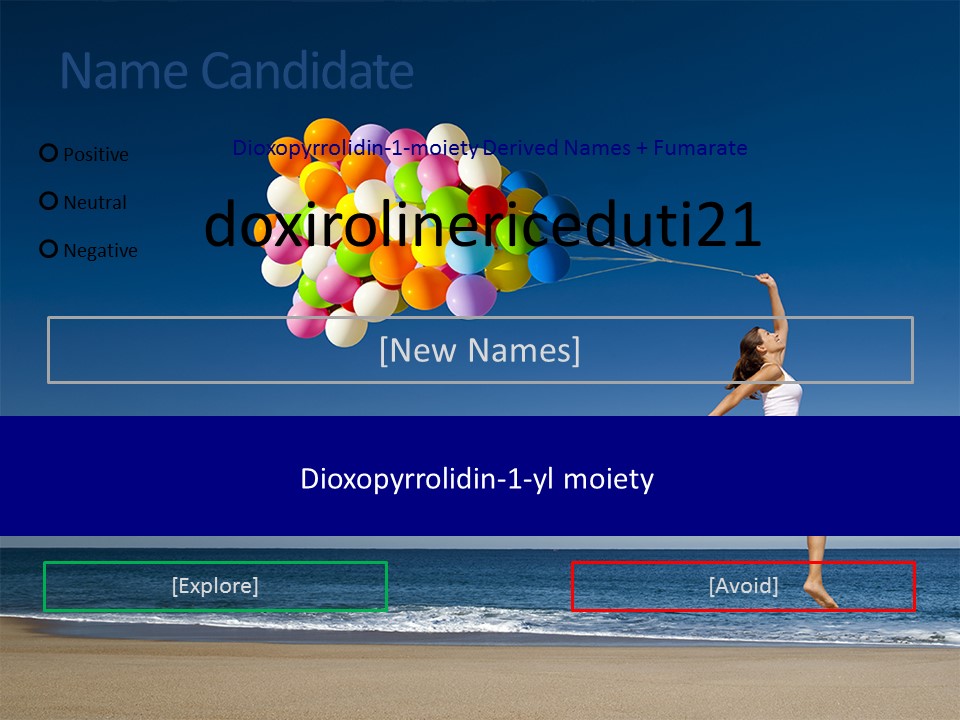 Name Candidate
Dioxopyrrolidin-1-moiety Derived Names + Fumarate
Positive
Neutral
Negative
doxirolinericeduti21
[New Names]
Dioxopyrrolidin-1-yl moiety
[Explore]
[Avoid]